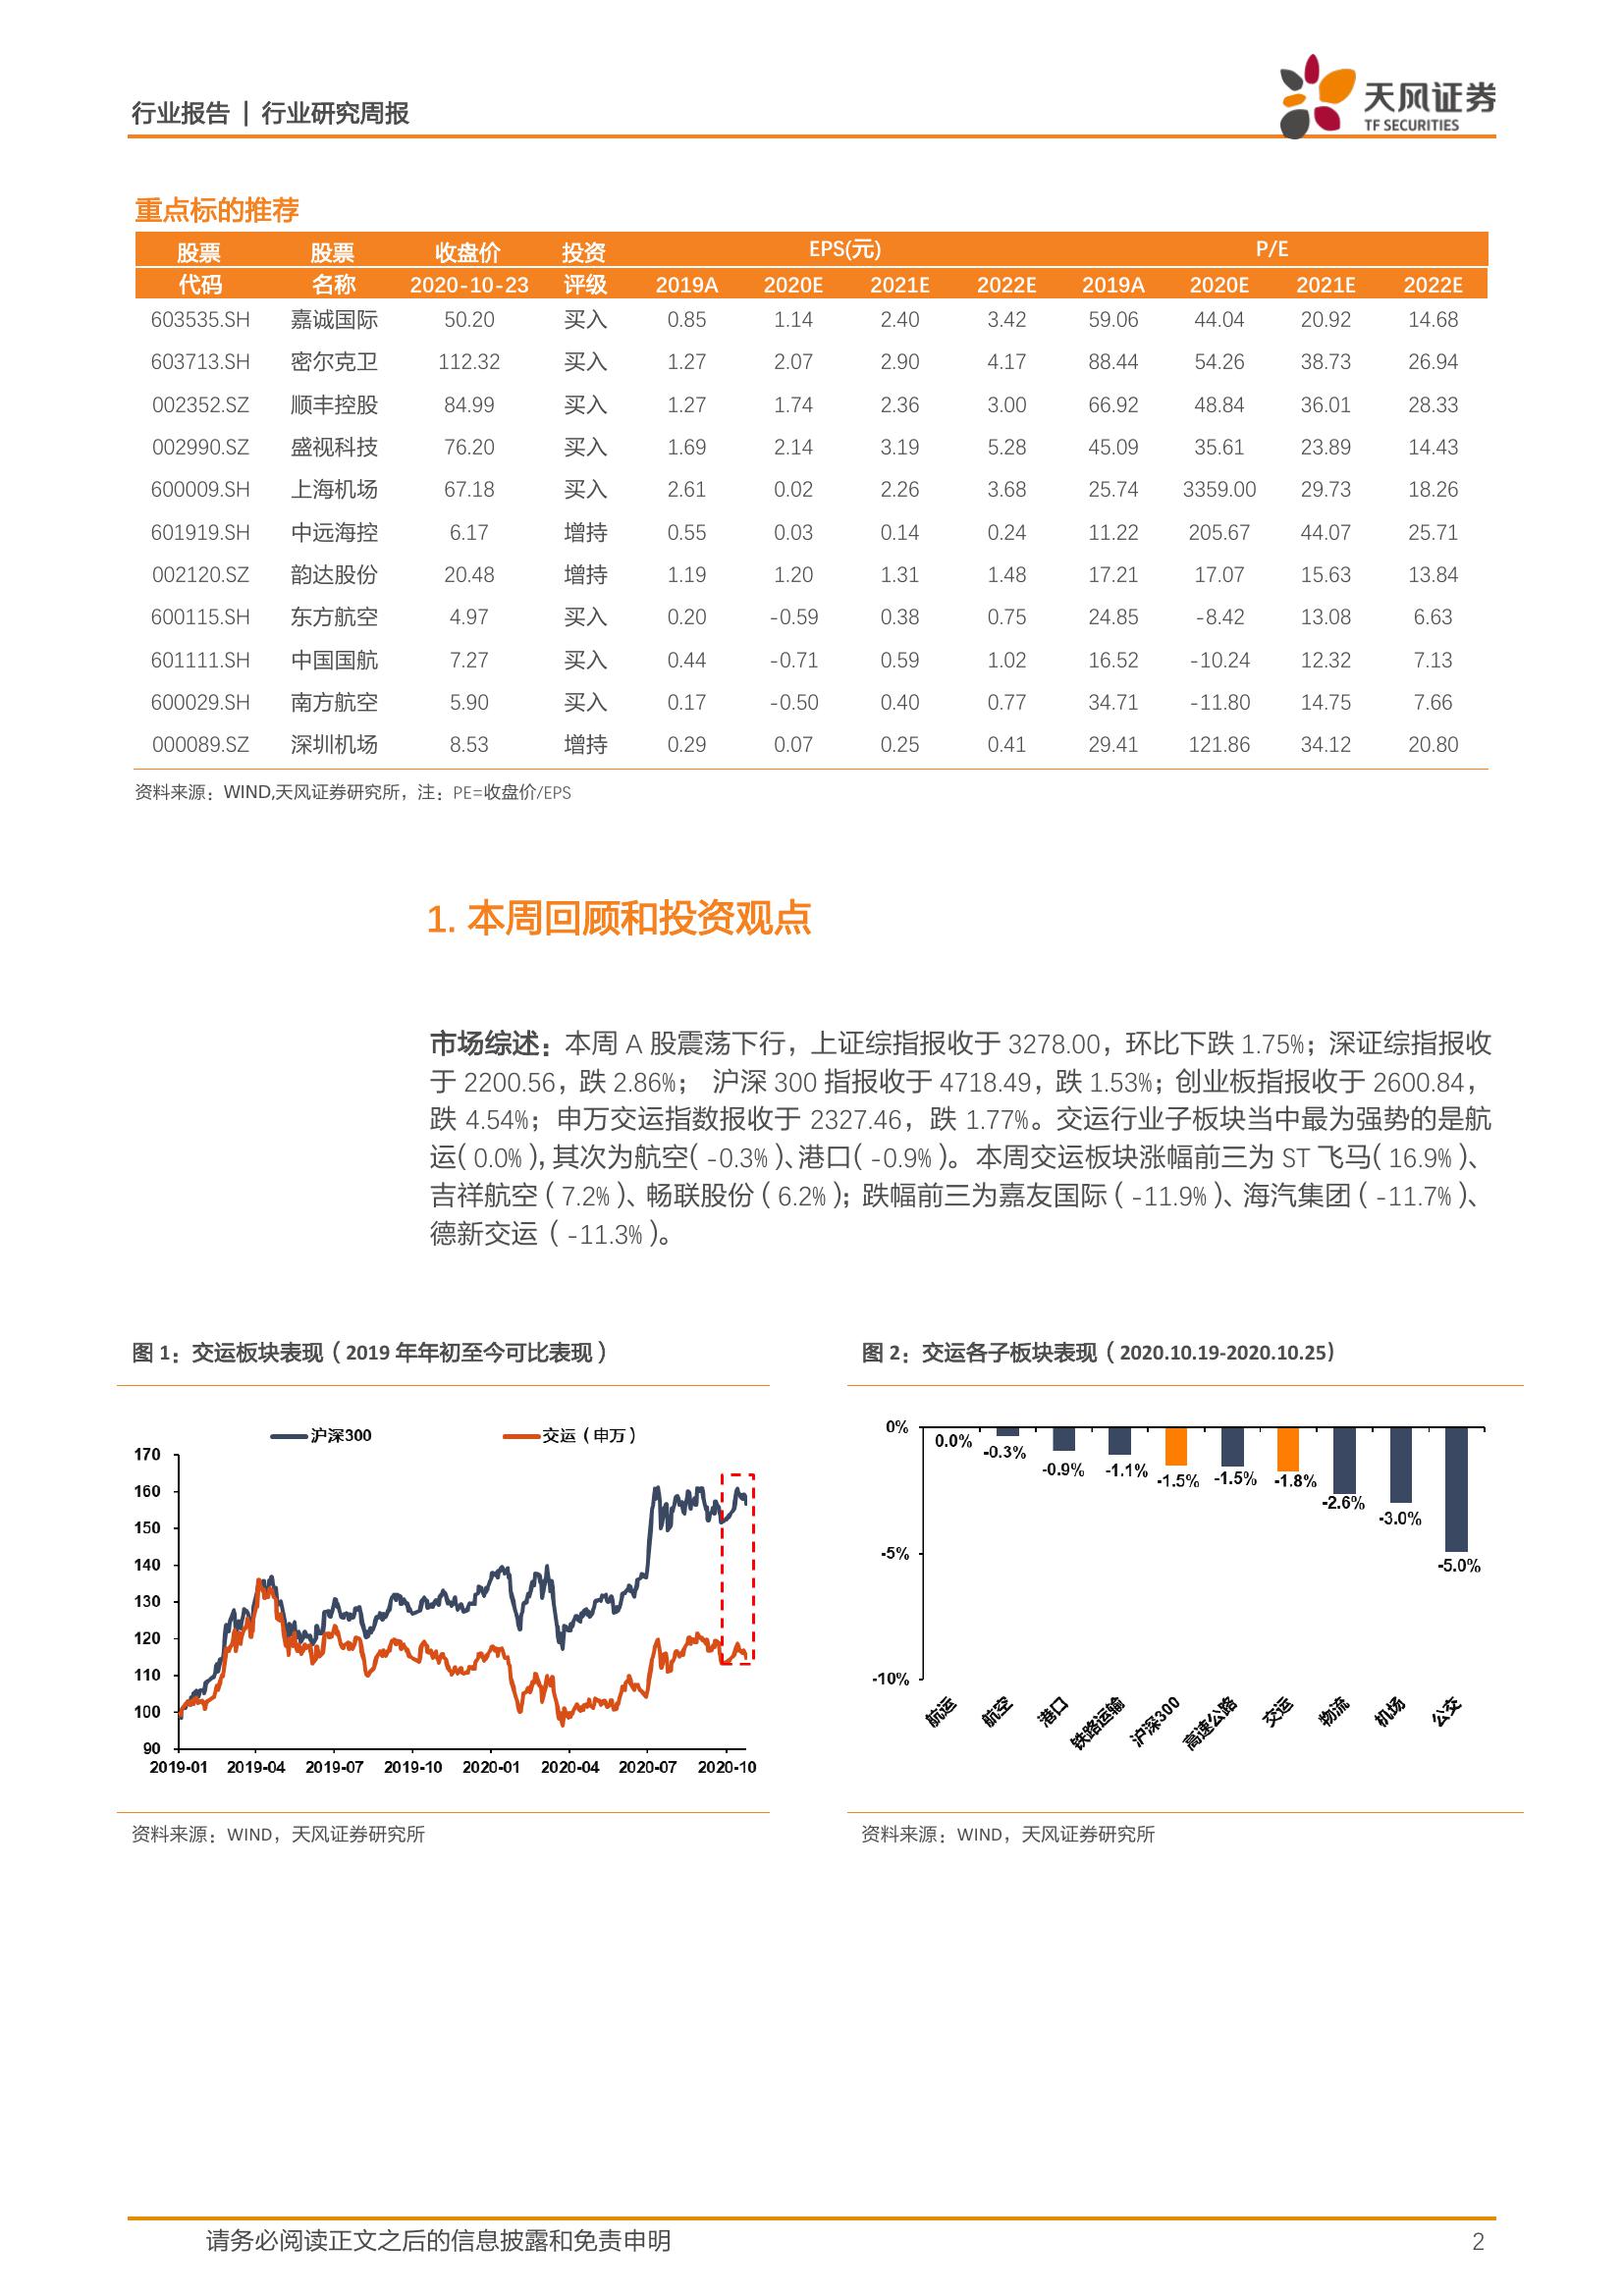 行业报告 | 行业研究周报
天风证券
TF SECURITIES
重点标的推荐
股票 股票 收盘价 投资 EPS(元) P/E
代码 名称 2020-10-23 评级 2019A 2020E 2021E 2022E 2019A 2020E 2021E 2022E
603535.SH 嘉诚国际 50.20 买入 0.85 1.14 2.40 3.42 59.06 44.04 20.92 14.68
603713.SH 密尔克卫 112.32 买入 1.27 2.07 2.90 4.17 88.44 54.26 38.73 26.94
002352.SZ 顺丰控股 84.99 买入 1.27 1.74 2.36 3.00 66.92 48.84 36.01 28.33
002990.SZ 盛视科技 76.20 买入 1.69 2.14 3.19 5.28 45.09 35.61 23.89 14.43
600009.SH 上海机场 67.18 买入 2.61 0.02 2.26 3.68 25.74 3359.00 29.73 18.26
601919.SH 中远海控 6.17 增持 0.55 0.03 0.14 0.24 11.22 205.67 44.07 25.71
002120.SZ 韵达股份 20.48 增持 1.19 1.20 1.31 1.48 17.21 17.07 15.63 13.84
600115.SH 东方航空 4.97 买入 0.20 -0.59 0.38 0.75 24.85 -8.42 13.08 6.63
601111.SH 中国国航 7.27 买入 0.44 -0.71 0.59 1.02 16.52 -10.24 12.32 7.13
600029.SH 南方航空 5.90 买入 0.17 -0.50 0.40 0.77 34.71 -11.80 14.75 7.66
000089.SZ 深圳机场 8.53 增持 0.29 0.07 0.25 0.41 29.41 121.86 34.12 20.80
资料来源：WIND,天风证券研究所，注：PE=收盘价/EPS
1. 本周回顾和投资观点
市场综述：本周 A 股震荡下行，上证综指报收于 3278.00，环比下跌 1.75%；深证综指报收
于 2200.56，跌 2.86%； 沪深 300 指报收于 4718.49，跌 1.53%；创业板指报收于 2600.84，
跌 4.54%；申万交运指数报收于 2327.46，跌 1.77%。交运行业子板块当中最为强势的是航
运（0.0%），其次为航空（-0.3%）、港口（-0.9%）。本周交运板块涨幅前三为 ST 飞马（16.9%）、
吉祥航空（7.2%）、畅联股份（6.2%）；跌幅前三为嘉友国际（-11.9%）、海汽集团（-11.7%）、
德新交运（-11.3%）。
图 1：交运板块表现（2019 年年初至今可比表现）
沪深300 交运（申万）
170
160
150
140
130
120
110
100
90
2019-01 2019-04 2019-07 2019-10 2020-01 2020-04 2020-07 2020-10
资料来源：WIND，天风证券研究所
图 2：交运各子板块表现（2020.10.19-2020.10.25）
0%
-5%
-10%
0.0% -0.3% -0.9% -1.1% -1.5% -1.5% -1.8% -2.6% -3.0% -5.0%
航运 航空 港口 铁路运输 沪深300 高速公路 交运 物流 机场 公交
资料来源：WIND，天风证券研究所
请务必阅读正文之后的信息披露和免责申明 2